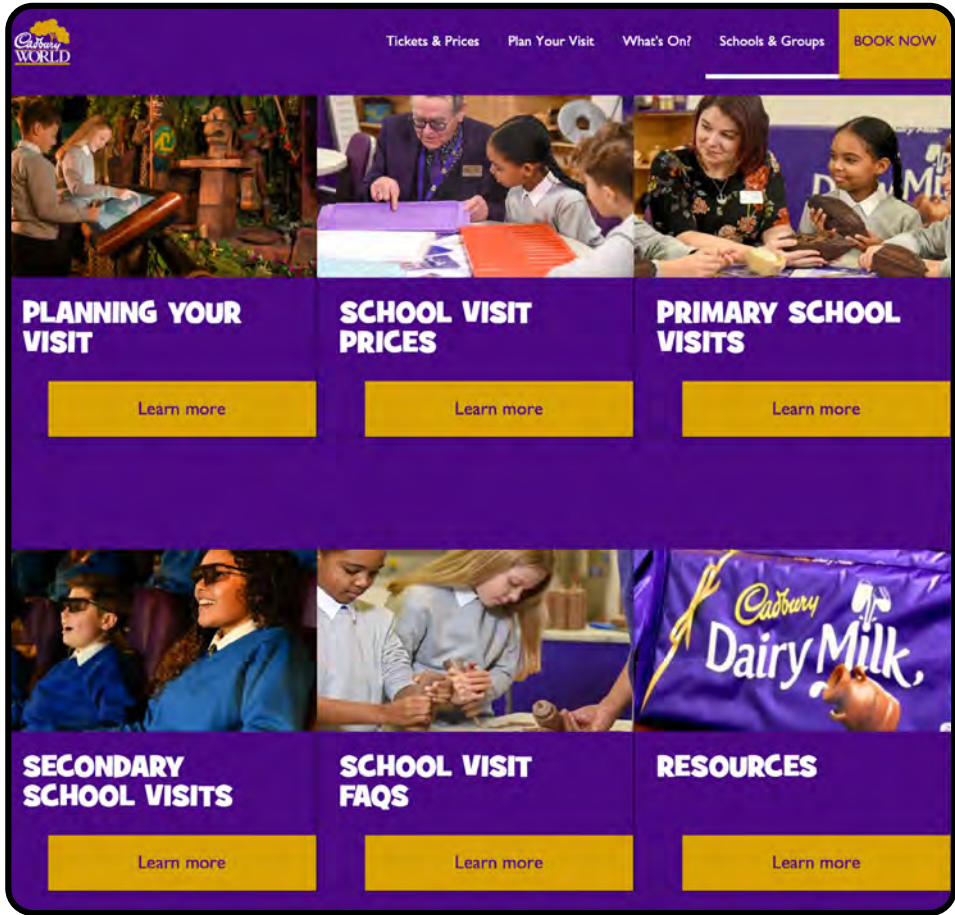 Cadbury
WORLD
Tickets & Prices
Plan Your Visit
What's On?
Schools & Groups
BOOK NOW
PLANNING YOUR
VISIT
Learn more
SCHOOL VISIT
PRICES
Learn more
PRIMARY SCHOOL
VISITS
Learn more
SECONDARY
SCHOOL VISITS
Learn more
SCHOOL VISIT
FAQS
Learn more
Cadbury
Dairy Milk
RESOURCES
Learn more